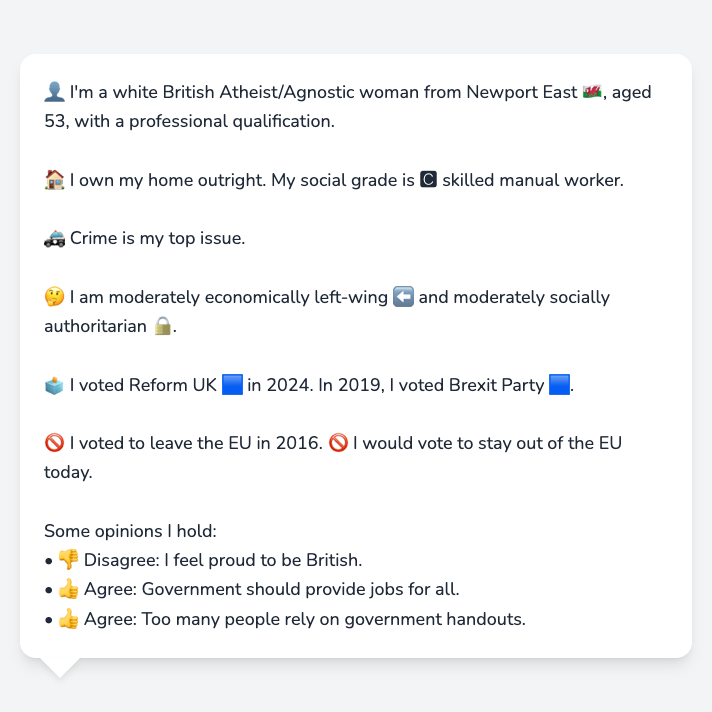 👤 I'm a white British Atheist/Agnostic woman from Newport East 🏴󠁧󠁢󠁷󠁬󠁳󠁿, aged
53, with a professional qualification.
🏠 I own my home outright. My social grade is 🅲 skilled manual worker.
🚓 Crime is my top issue.
🤔 I am moderately economically left-wing ⬅️ and moderately socially
authoritarian 🔒.
🗳️ I voted Reform UK 🟦 in 2024. In 2019, I voted Brexit Party 🟦.
🚫 I voted to leave the EU in 2016. 🚫 I would vote to stay out of the EU
today.
Some opinions I hold:
• 👎 Disagree: I feel proud to be British.
• 👍 Agree: Government should provide jobs for all.
• 👍 Agree: Too many people rely on government handouts.